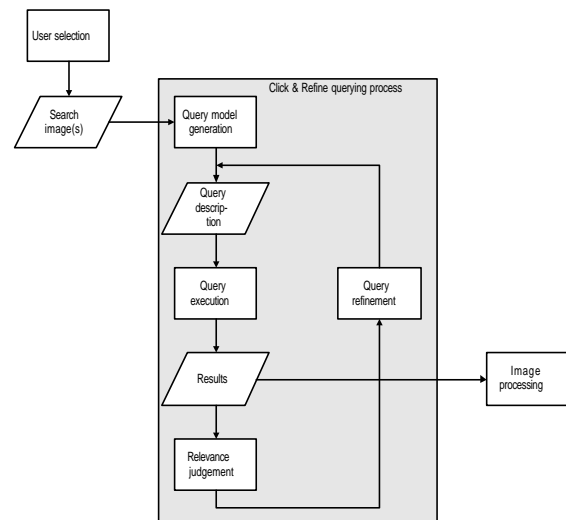 User selection
Click & Refine querying process
Search
image(s)
Query model
generation
Query
descrip-
tion
Query
execution
Query
refinement
Results
Image
processing
Relevance
judgement